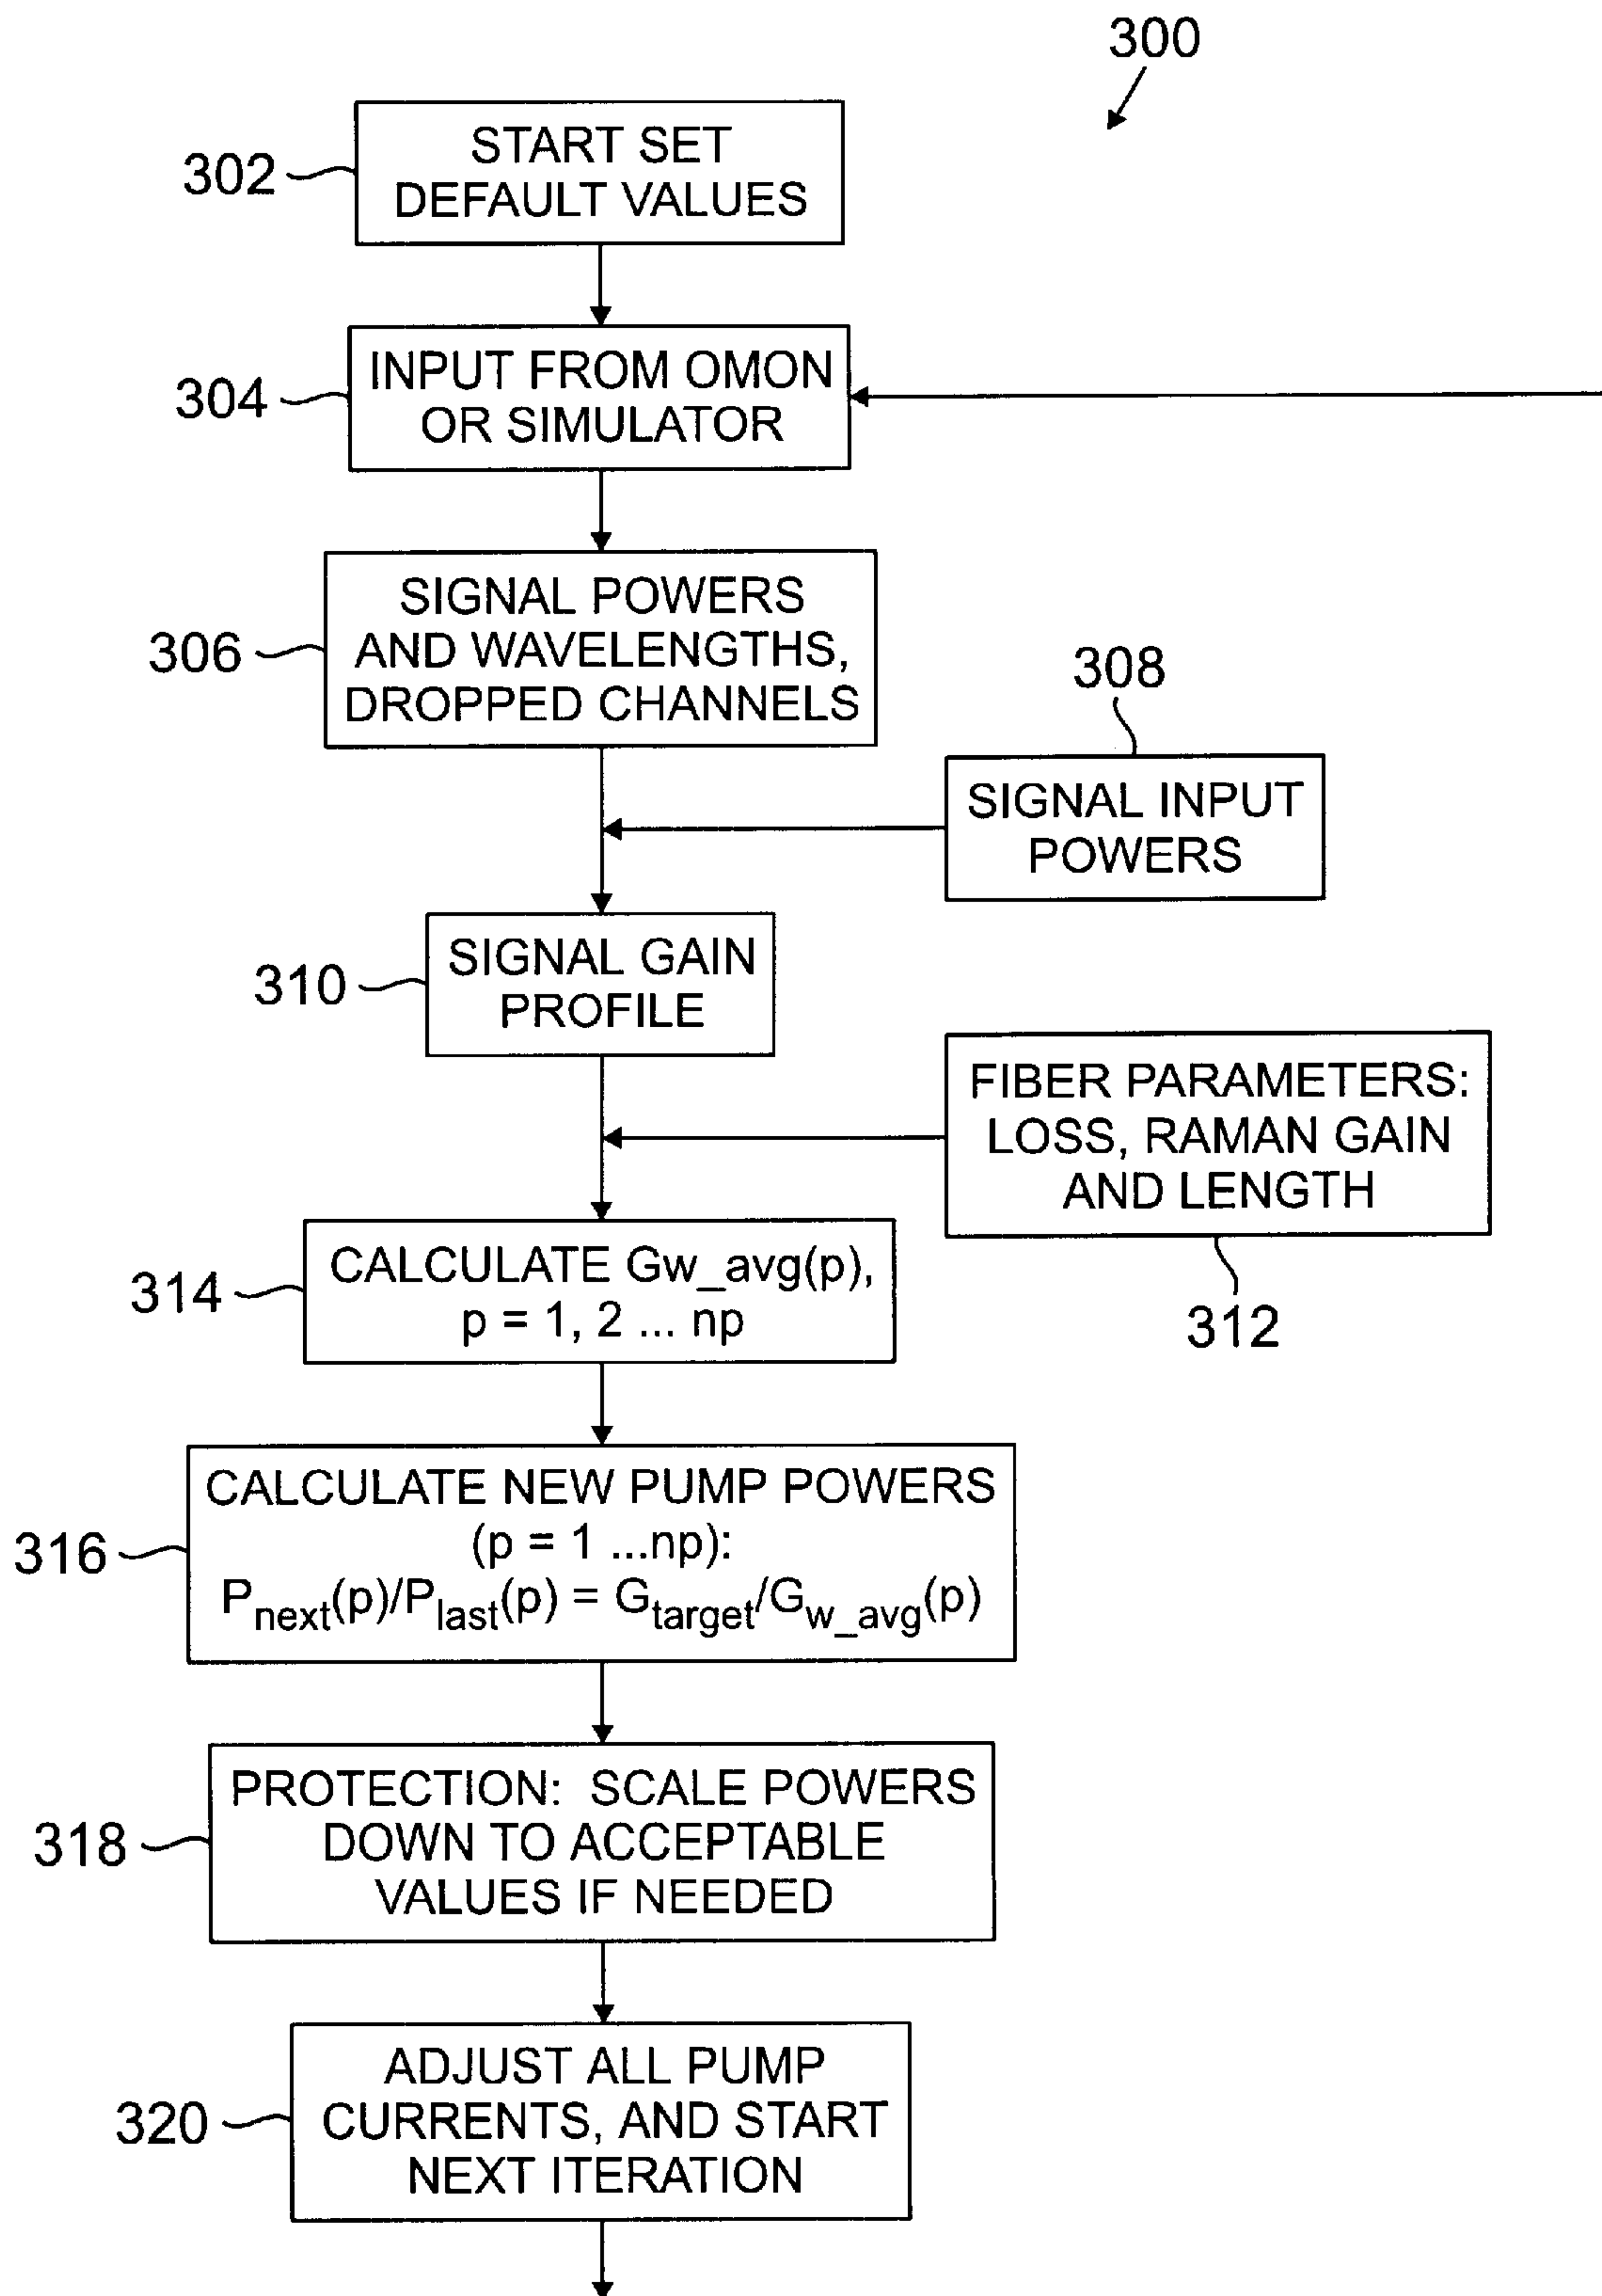 300
302
START SET
DEFAULT VALUES
304
INPUT FROM OMON
OR SIMULATOR
306
SIGNAL POWERS
AND WAVELENGTHS,
DROPPED CHANNELS
308
SIGNAL INPUT
POWERS
310
SIGNAL GAIN
PROFILE
FIBER PARAMETERS:
LOSS, RAMAN GAIN
AND LENGTH
312
314
CALCULATE Gw_avg(p),
p = 1, 2 ... np
316
CALCULATE NEW PUMP POWERS
(p = 1 ...np):
Pnext(p)/Plast(p) = Gtarget/Gw_avg(p)
318
PROTECTION: SCALE POWERS
DOWN TO ACCEPTABLE
VALUES IF NEEDED
320
ADJUST ALL PUMP
CURRENTS, AND START
NEXT ITERATION